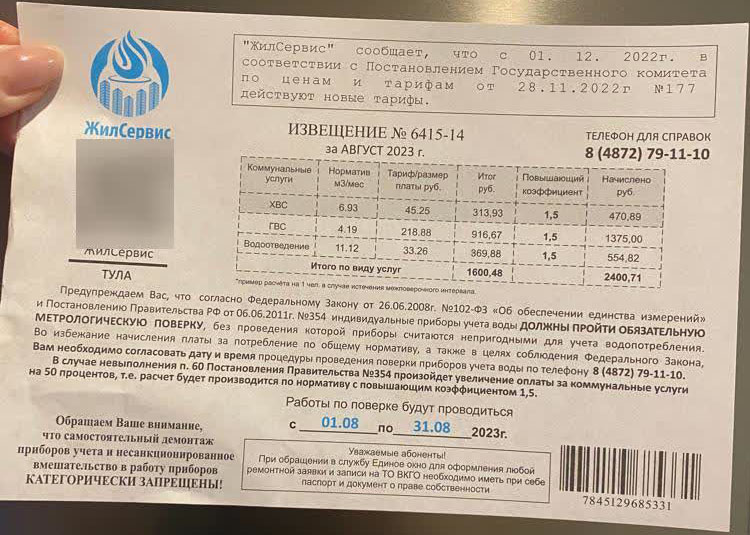 "ЖилСервис" сообщает, что с 01. 12. 2022г. в
соответствии с Постановлением Государственного комитета
по ценам и тарифам от 28.11.2022г №177
действуют новые тарифы.
ЖилСервис
ИЗВЕЩЕНИЕ № 6415-14
за АВГУСТ 2023 г.
ТЕЛЕФОН ДЛЯ СПРАВОК
8 (4872) 79-11-10
Коммунальные услуги Норматив м3/мес Тариф/размер платы руб. Итог руб. Повышающий коэффициент Начислено руб.
ХВС 6.93 45.25 313,93 1,5 470,89
ГВС 4.19 218.88 916,67 1,5 1375,00
Водоотведение 11.12 33.26 369,88 1,5 554,82
Итого по виду услуг 1600,48 2400,71
*пример расчёта на 1 чел. в случае истечения межповерочного интервала.
ЖилСервис
ТУЛА
Предупреждаем Вас, что согласно Федеральному Закону от 26.06.2008г. №102-ФЗ «Об обеспечении единства измерений»
и Постановлению Правительства РФ от 06.06.2011г. №354 индивидуальные приборы учета воды ДОЛЖНЫ ПРОЙТИ ОБЯЗАТЕЛЬНУЮ
МЕТРОЛОГИЧЕСКУЮ ПОВЕРКУ, без проведения которой приборы считаются непригодными для учета водопотребления.
Во избежание начисления платы за потребление по общему нормативу, а также в целях соблюдения Федерального Закона,
Вам необходимо согласовать дату и время процедуры проведения поверки приборов учета воды по телефону 8 (4872) 79-11-10.
В случае невыполнения п. 60 Постановления Правительства №354 произойдет увеличение оплаты за коммунальные услуги
на 50 процентов, т.е. расчет будет производится по нормативу с повышающим коэффициентом 1,5.
Работы по поверке будут проводиться
с 01.08 по 31.08 2023г.
Обращаем Ваше внимание,
что самостоятельный демонтаж
приборов учета и несанкционированное
вмешательство в работу приборов
КАТЕГОРИЧЕСКИ ЗАПРЕЩЕНЫ!
Уважаемые абоненты!
При обращении в службу Единое окно для оформления любой
ремонтной заявки и записи на ТО ВКГО необходимо иметь при себе
паспорт и документ о праве собственности
7845129685331